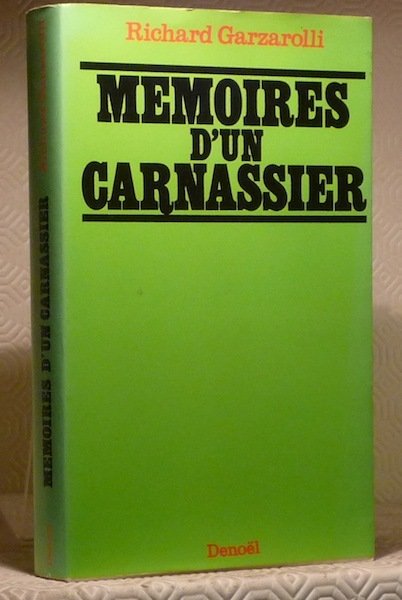 Richard Garzarolli
MEMOIRES
D'UN
CARNASSIER
Denoël
MEMOIRES D'UN CARNASSIER